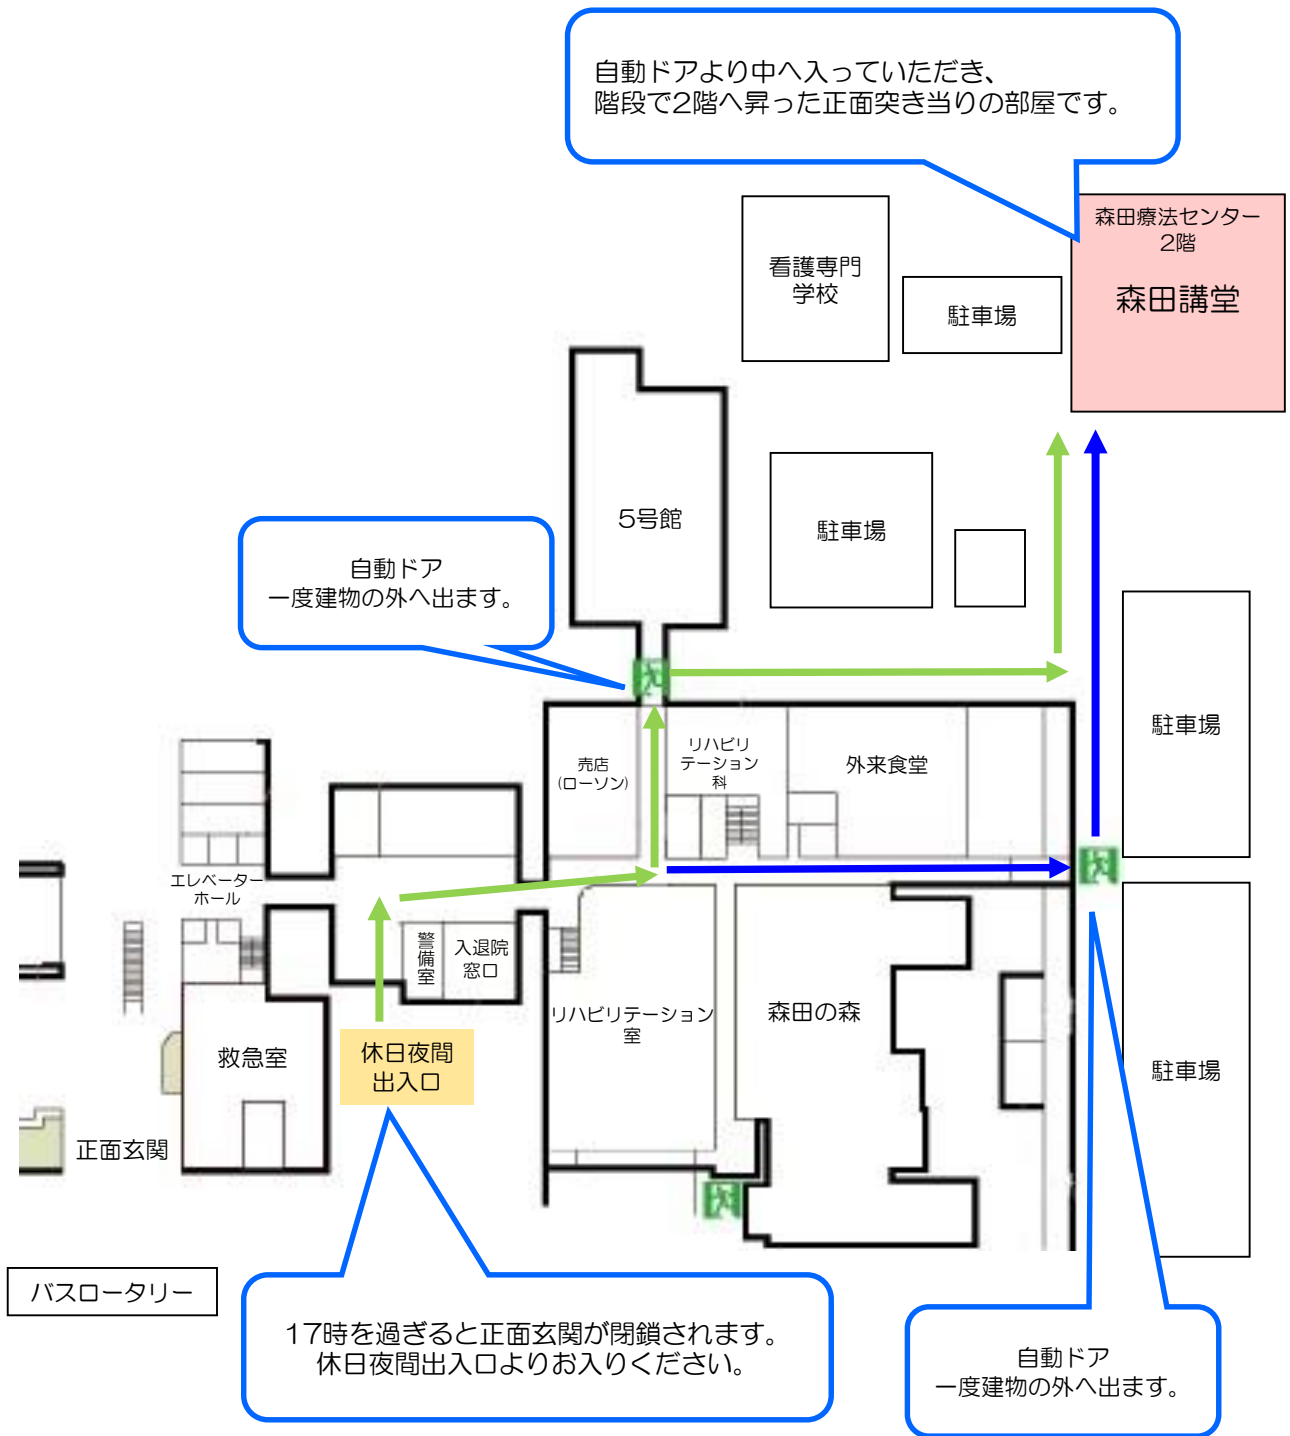 自動ドアより中へ入っていただき、
階段で2階へ昇った正面突き当りの部屋です。
森田療法センター
2階
森田講堂
看護専門
学校
駐車場
5号館
駐車場
自動ドア
一度建物の外へ出ます。
売店
(ローソン)
リハビリ
テーション
科
外来食堂
駐車場
エレベーター
ホール
警備室
入退院
窓口
リハビリテーション
室
森田の森
救急室
休日夜間
出入口
駐車場
正面玄関
バスロータリー
17時を過ぎると正面玄関が閉鎖されます。
休日夜間出入口よりお入りください。
自動ドア
一度建物の外へ出ます。